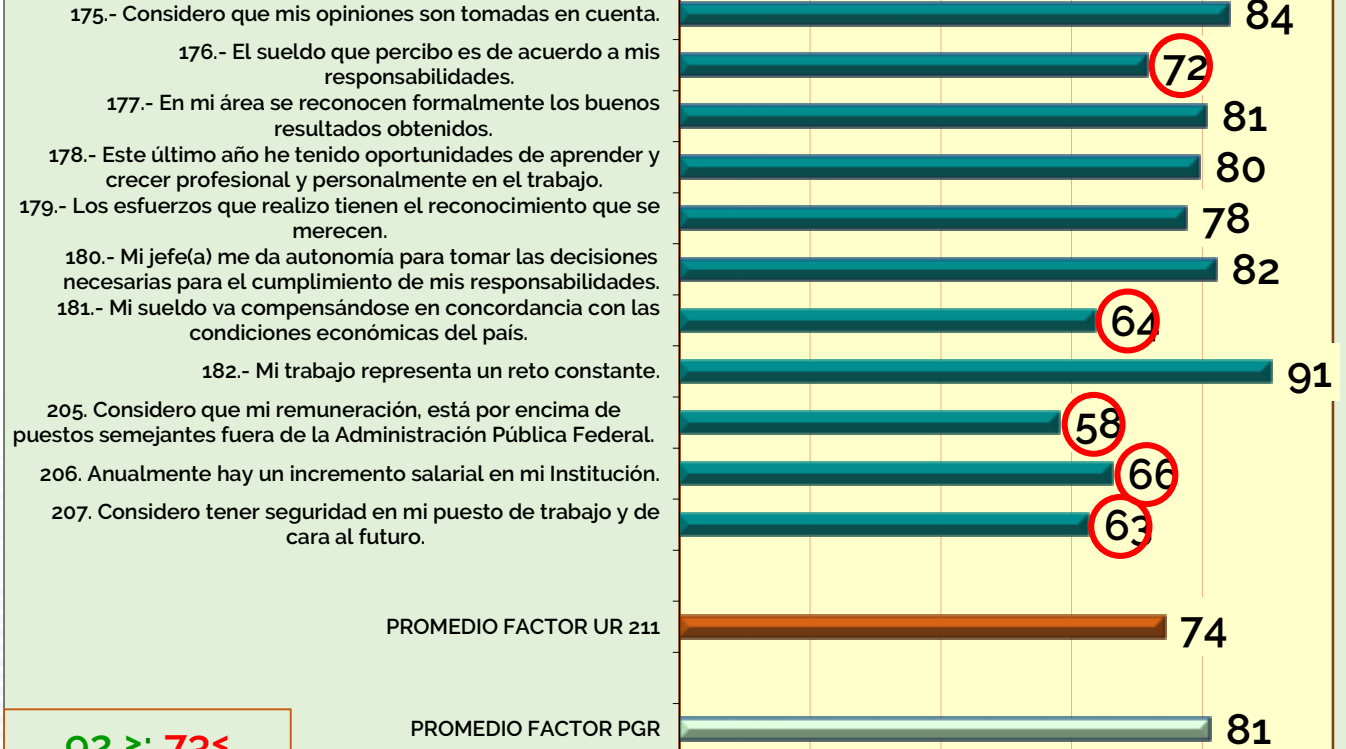 175.- Considero que mis opiniones son tomadas en cuenta.
84
176.- El sueldo que percibo es de acuerdo a mis
responsabilidades.
72
177.- En mi área se reconocen formalmente los buenos
resultados obtenidos.
81
178.- Este último año he tenido oportunidades de aprender y
crecer profesional y personalmente en el trabajo.
80
179.- Los esfuerzos que realizo tienen el reconocimiento que se
merecen.
78
180.- Mi jefe(a) me da autonomía para tomar las decisiones
necesarias para el cumplimiento de mis responsabilidades.
82
181.- Mi sueldo va compensándose en concordancia con las
condiciones económicas del país.
64
182.- Mi trabajo representa un reto constante.
91
205. Considero que mi remuneración, está por encima de
puestos semejantes fuera de la Administración Pública Federal.
58
206. Anualmente hay un incremento salarial en mi Institución.
66
207. Considero tener seguridad en mi puesto de trabajo y de
cara al futuro.
63
PROMEDIO FACTOR UR 211
74
PROMEDIO FACTOR PGR
81